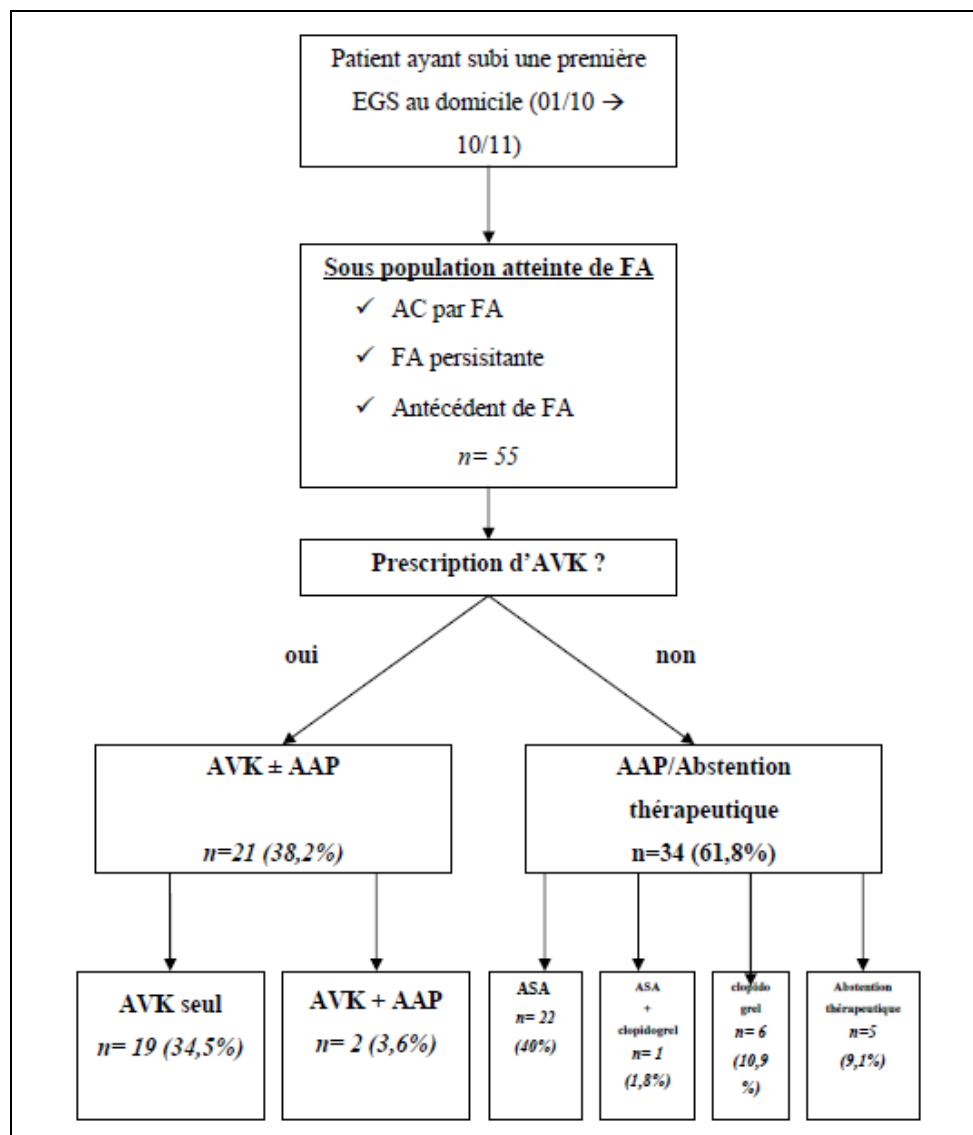 Patient ayant subi une première
EGS au domicile (01/10 →
10/11)
Sous population atteinte de FA
✓ AC par FA
✓ FA persisitante
✓ Antécédent de FA
n= 55
Prescription d’AVK ?
oui
non
AVK ± AAP
n=21 (38,2%)
AAP/Abstention
thérapeutique
n=34 (61,8%)
AVK seul
n= 19 (34,5%)
AVK + AAP
n= 2 (3,6%)
ASA
n= 22
(40%)
ASA
+
clopidogrel
n= 1
(1,8%)
clopido
grel
n= 6
(10,9
%)
Abstention
thérapeutique
n=5
(9,1%)